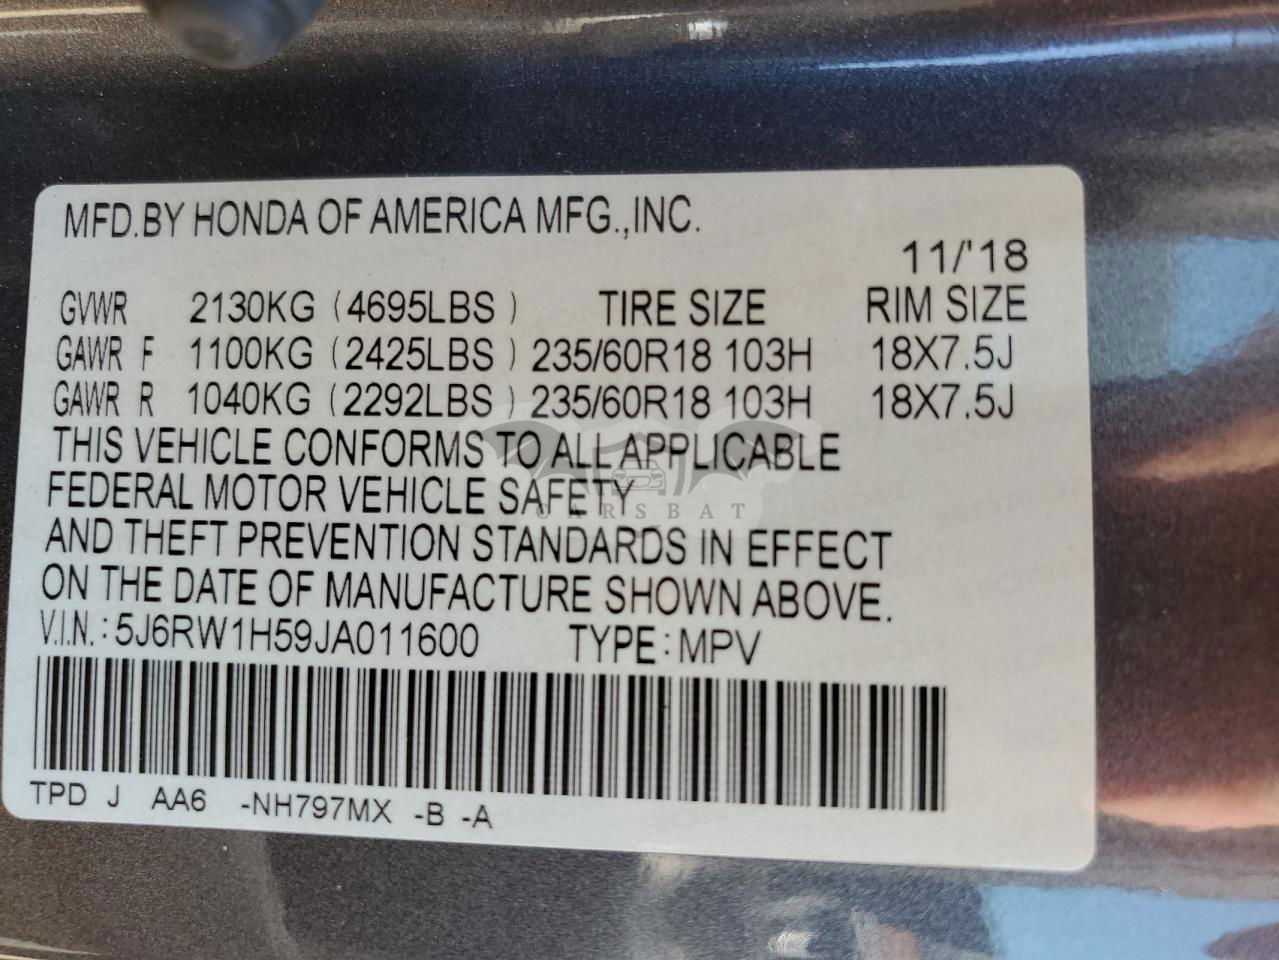 MFD.BY HONDA OF AMERICA MFG.,INC.
11/'18
GVWR 2130KG (4695LBS) TIRE SIZE RIM SIZE
GAWR F 1100KG (2425LBS) 235/60R18 103H 18X7.5J
GAWR R 1040KG (2292LBS) 235/60R18 103H 18X7.5J
THIS VEHICLE CONFORMS TO ALL APPLICABLE
FEDERAL MOTOR VEHICLE SAFETY
CARSBAT
AND THEFT PREVENTION STANDARDS IN EFFECT
ON THE DATE OF MANUFACTURE SHOWN ABOVE.
V.I.N.: 5J6RW1H59JA011600 TYPE: MPV
TPD J AA6 -NH797MX -B -A